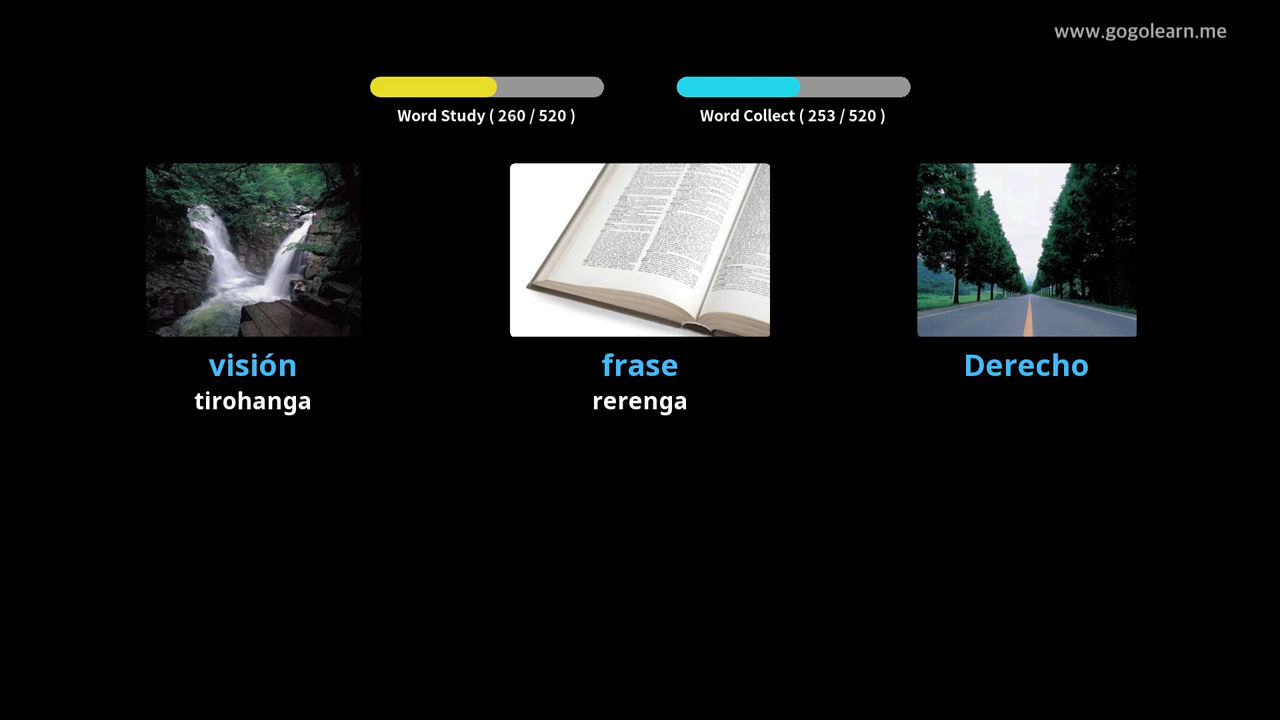 www.gogolearn.me
Word Study ( 260 / 520 )
Word Collect ( 253 / 520 )
visión
tirohanga
frase
rerenga
Derecho